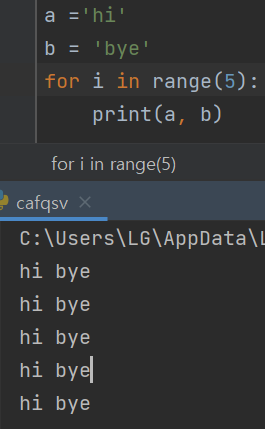 a ='hi'
b = 'bye'
for i in range(5):
    print(a, b)
for i in range(5)
cafqsv ×
C:\Users\LG\AppData\L
hi bye
hi bye
hi bye
hi bye
hi bye